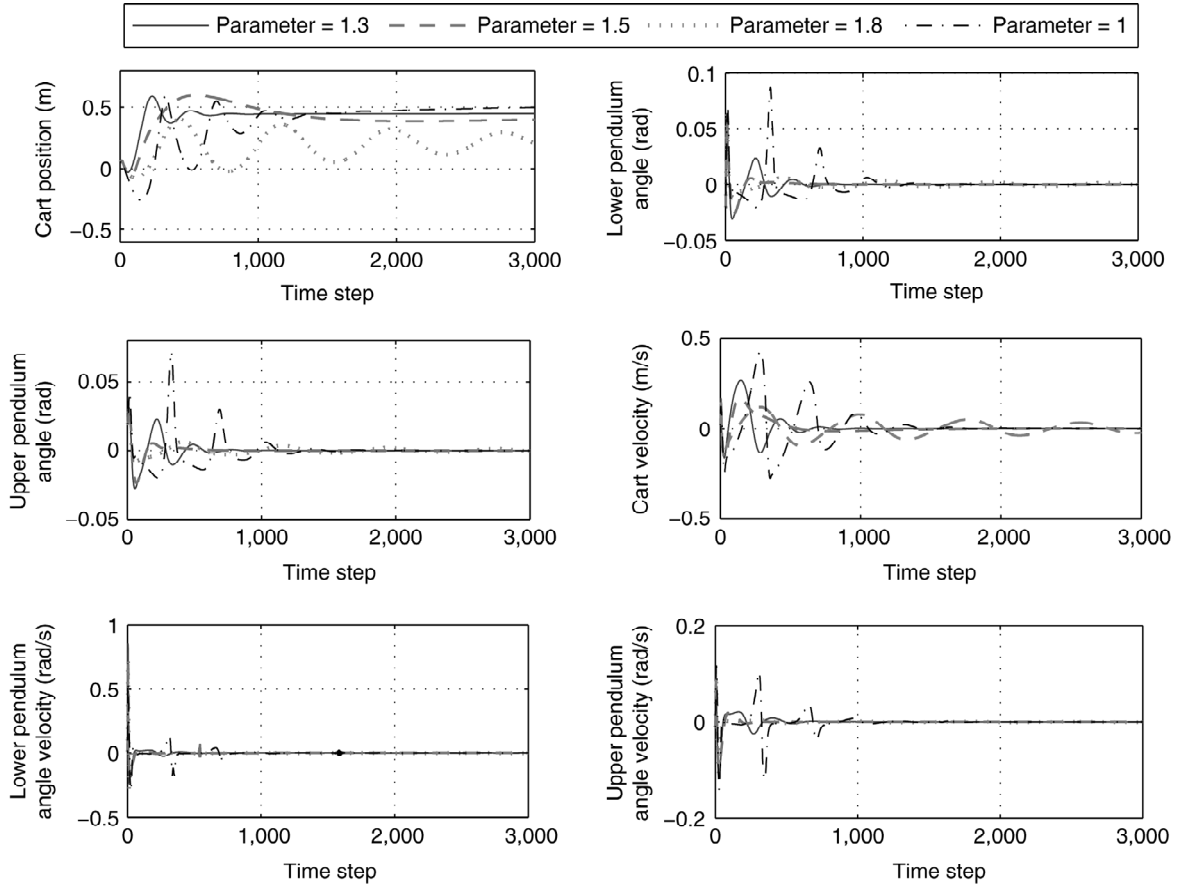 Parameter = 1.3 Parameter = 1.5 Parameter = 1.8 Parameter = 1
Cart position (m)
0.5
0
−0.5
0 1,000 2,000 3,000
Time step
Lower pendulum
angle (rad)
0.1
0.05
0
−0.05
0 1,000 2,000 3,000
Time step
Upper pendulum
angle (rad)
0.05
0
−0.05
0 1,000 2,000 3,000
Time step
Cart velocity (m/s)
0.5
0
−0.5
0 1,000 2,000 3,000
Time step
Lower pendulum
angle velocity (rad/s)
1
0.5
0
−0.5
0 1,000 2,000 3,000
Time step
Upper pendulum
angle velocity (rad/s)
0.2
0
−0.2
0 1,000 2,000 3,000
Time step